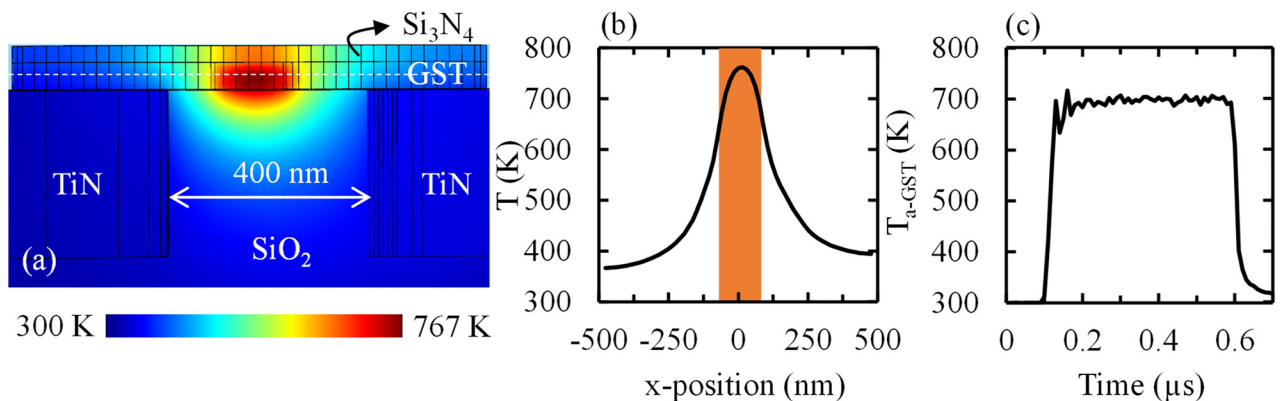 Si₃N₄
GST
TiN
400 nm
TiN
SiO₂
(a)
300 K
767 K
(b)
T (K)
800
700
600
500
400
300
-500
-250
0
250
500
x-position (nm)
(c)
Tₐ₋GST (K)
800
700
600
500
400
300
0
0.2
0.4
0.6
Time (µs)